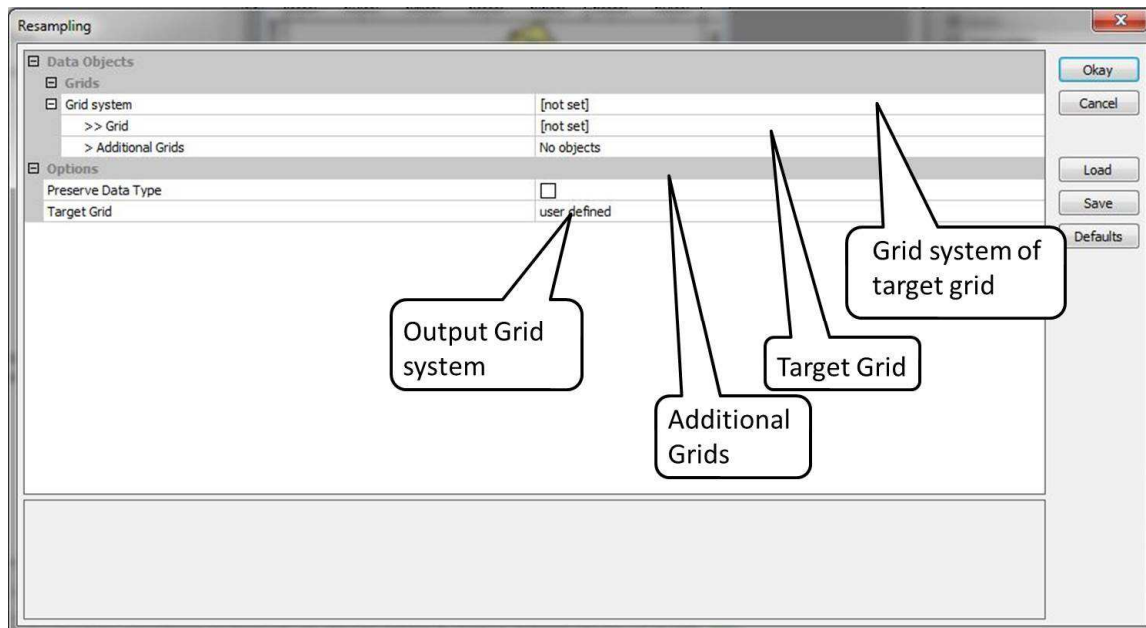 Resampling
Data Objects
Grids
Grid system [not set]
>> Grid [not set]
> Additional Grids No objects
Options
Preserve Data Type
Target Grid user defined
Okay
Cancel
Load
Save
Defaults
Grid system of
target grid
Output Grid
system
Target Grid
Additional
Grids